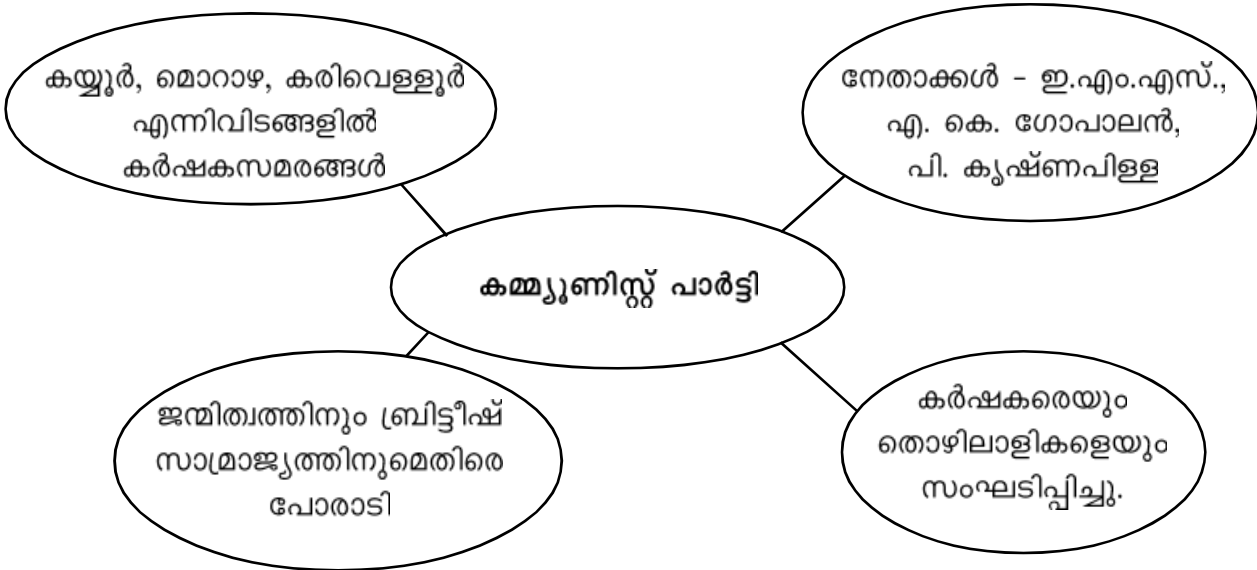 കയ്യൂർ, മൊറാഴ, കരിവെള്ളൂർ
എന്നിവിടങ്ങളിൽ
കർഷകസമരങ്ങൾ
നേതാക്കൾ - ഇ.എം.എസ്.,
എ. കെ. ഗോപാലൻ,
പി. കൃഷ്ണപിള്ള
കമ്മ്യൂണിസ്റ്റ് പാർട്ടി
ജന്മിത്വത്തിനും ബ്രിട്ടീഷ്
സാമ്രാജ്യത്തിനുമെതിരെ
പോരാടി
കർഷകരെയും
തൊഴിലാളികളെയും
സംഘടിപ്പിച്ചു.